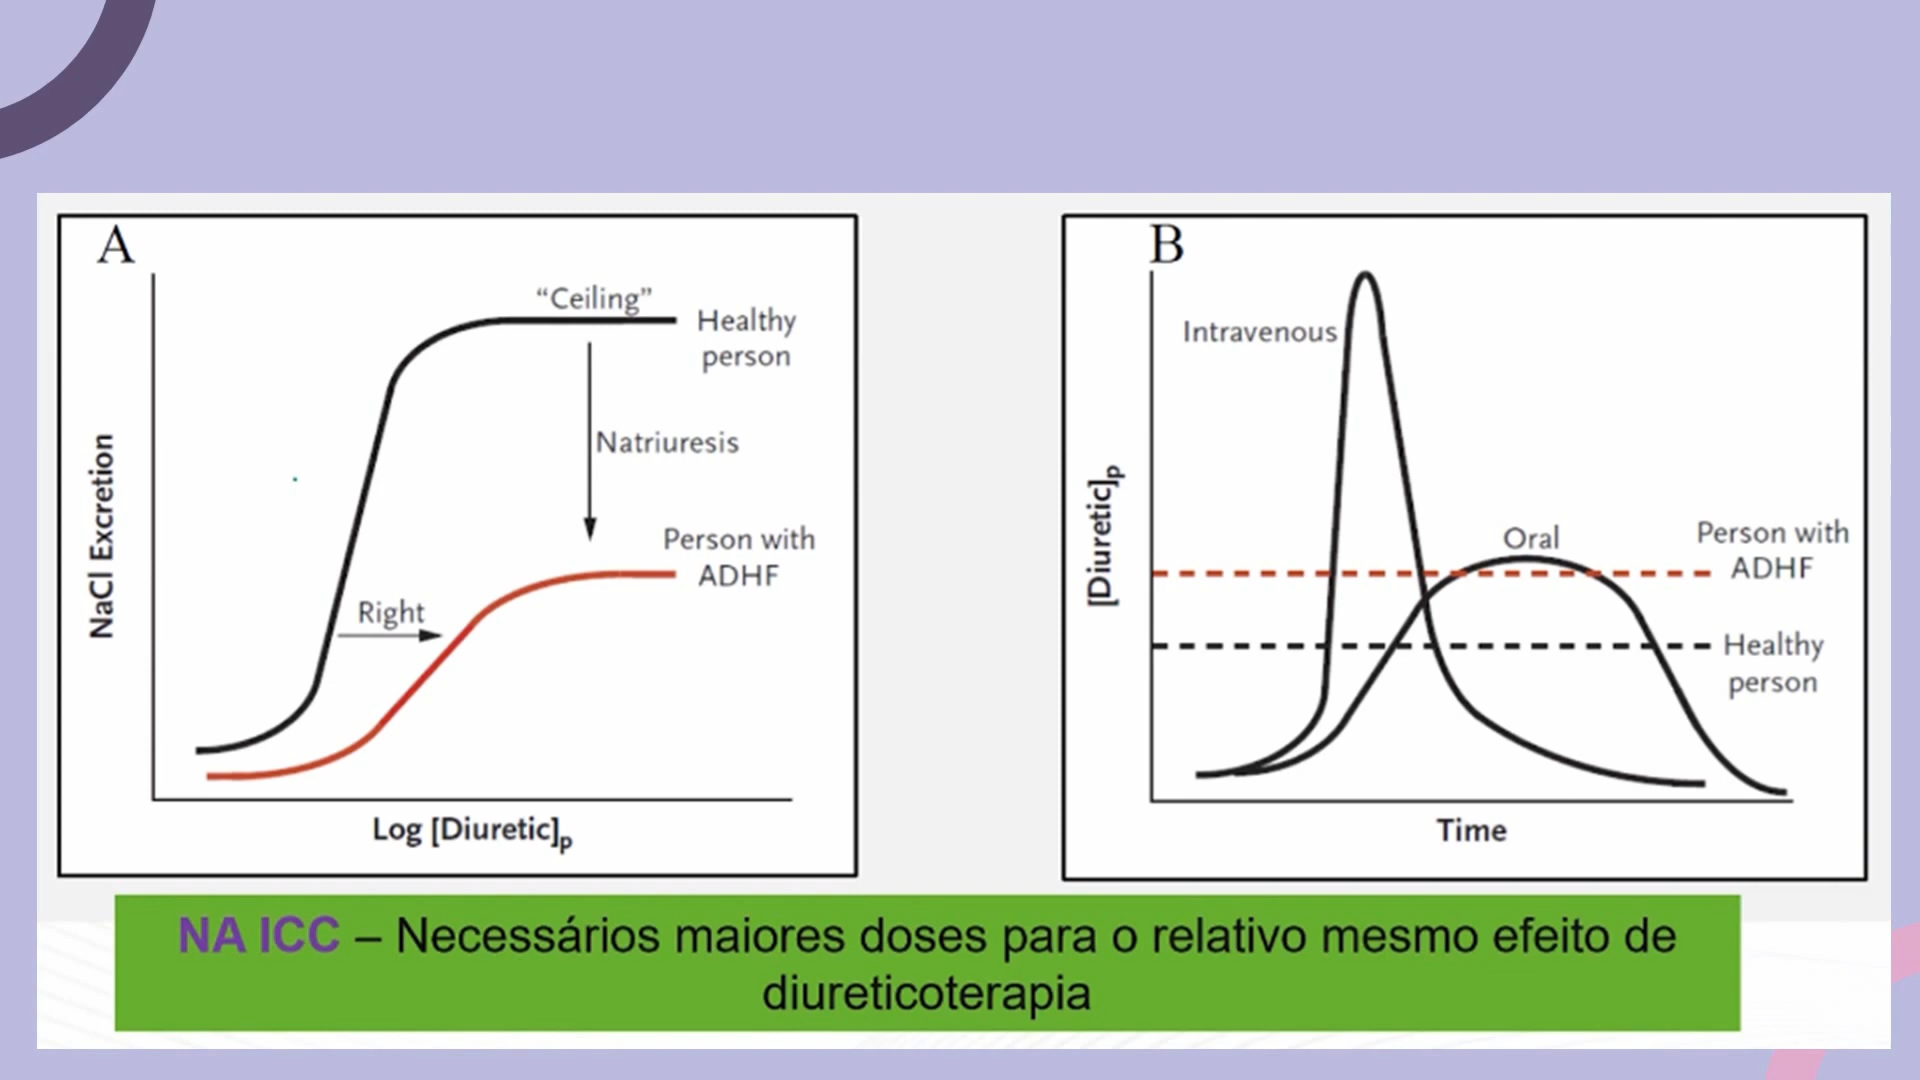 A
“Ceiling”
Healthy
person
Natriuresis
Person with
ADHF
Right
NaCl Excretion
Log [Diuretic]p
B
Intravenous
Oral
Person with
ADHF
Healthy
person
[Diuretic]p
Time
NA ICC – Necessários maiores doses para o relativo mesmo efeito de
diureticoterapia